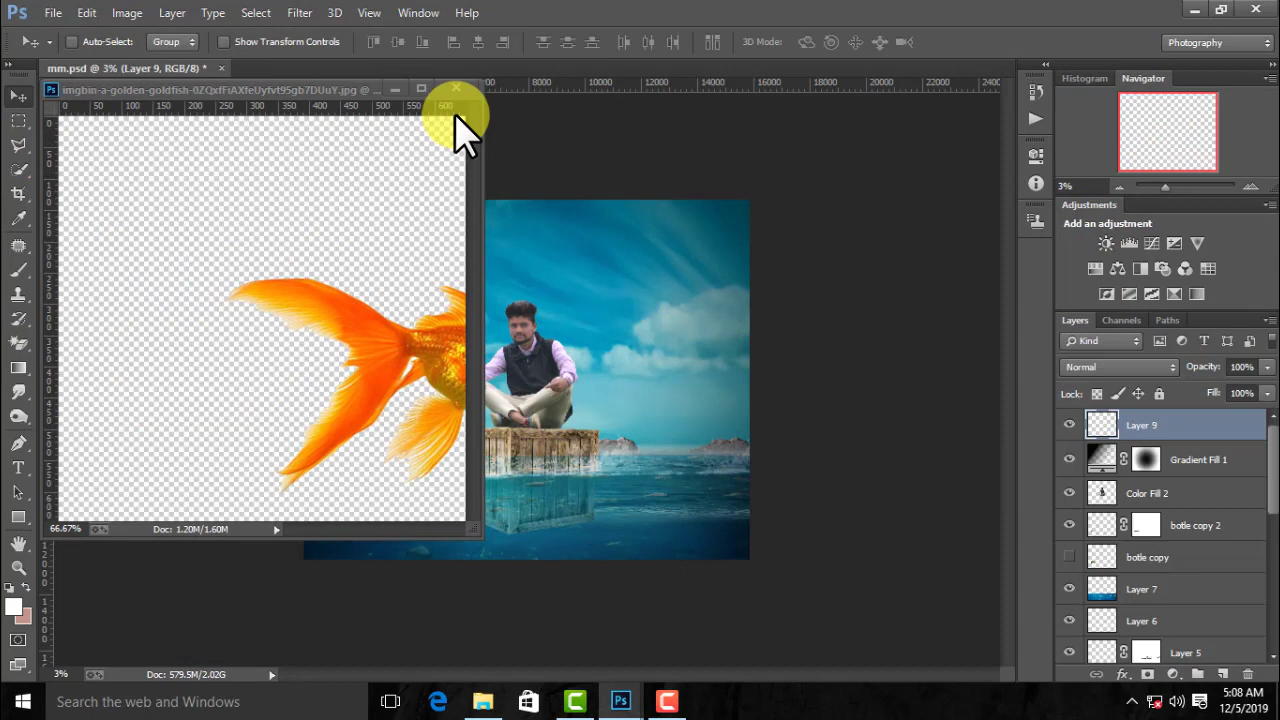 Ps File Edit Image Layer Type Select Filter 3D View Window Help
Auto-Select: Group Show Transform Controls 3D Mode: Photography
mm.psd @ 3% (Layer 9, RGB/8) * ×
8000 10000 12000 14000 16000 18000 20000 22000
0 50 100 150 200 250 300 350 400 450 500 550 600
Histogram Navigator
3%
Adjustments
Add an adjustment
Layers Channels Paths
Kind
Normal Opacity: 100%
Lock: Fill: 100%
Layer 9
Gradient Fill 1
Color Fill 2
botle copy 2
botle copy
Layer 7
Layer 6
Layer 5
66.67% Doc: 1.20M/1.60M
3% Doc: 579.5M/2.02G
Search the web and Windows
5:08 AM
12/5/2019